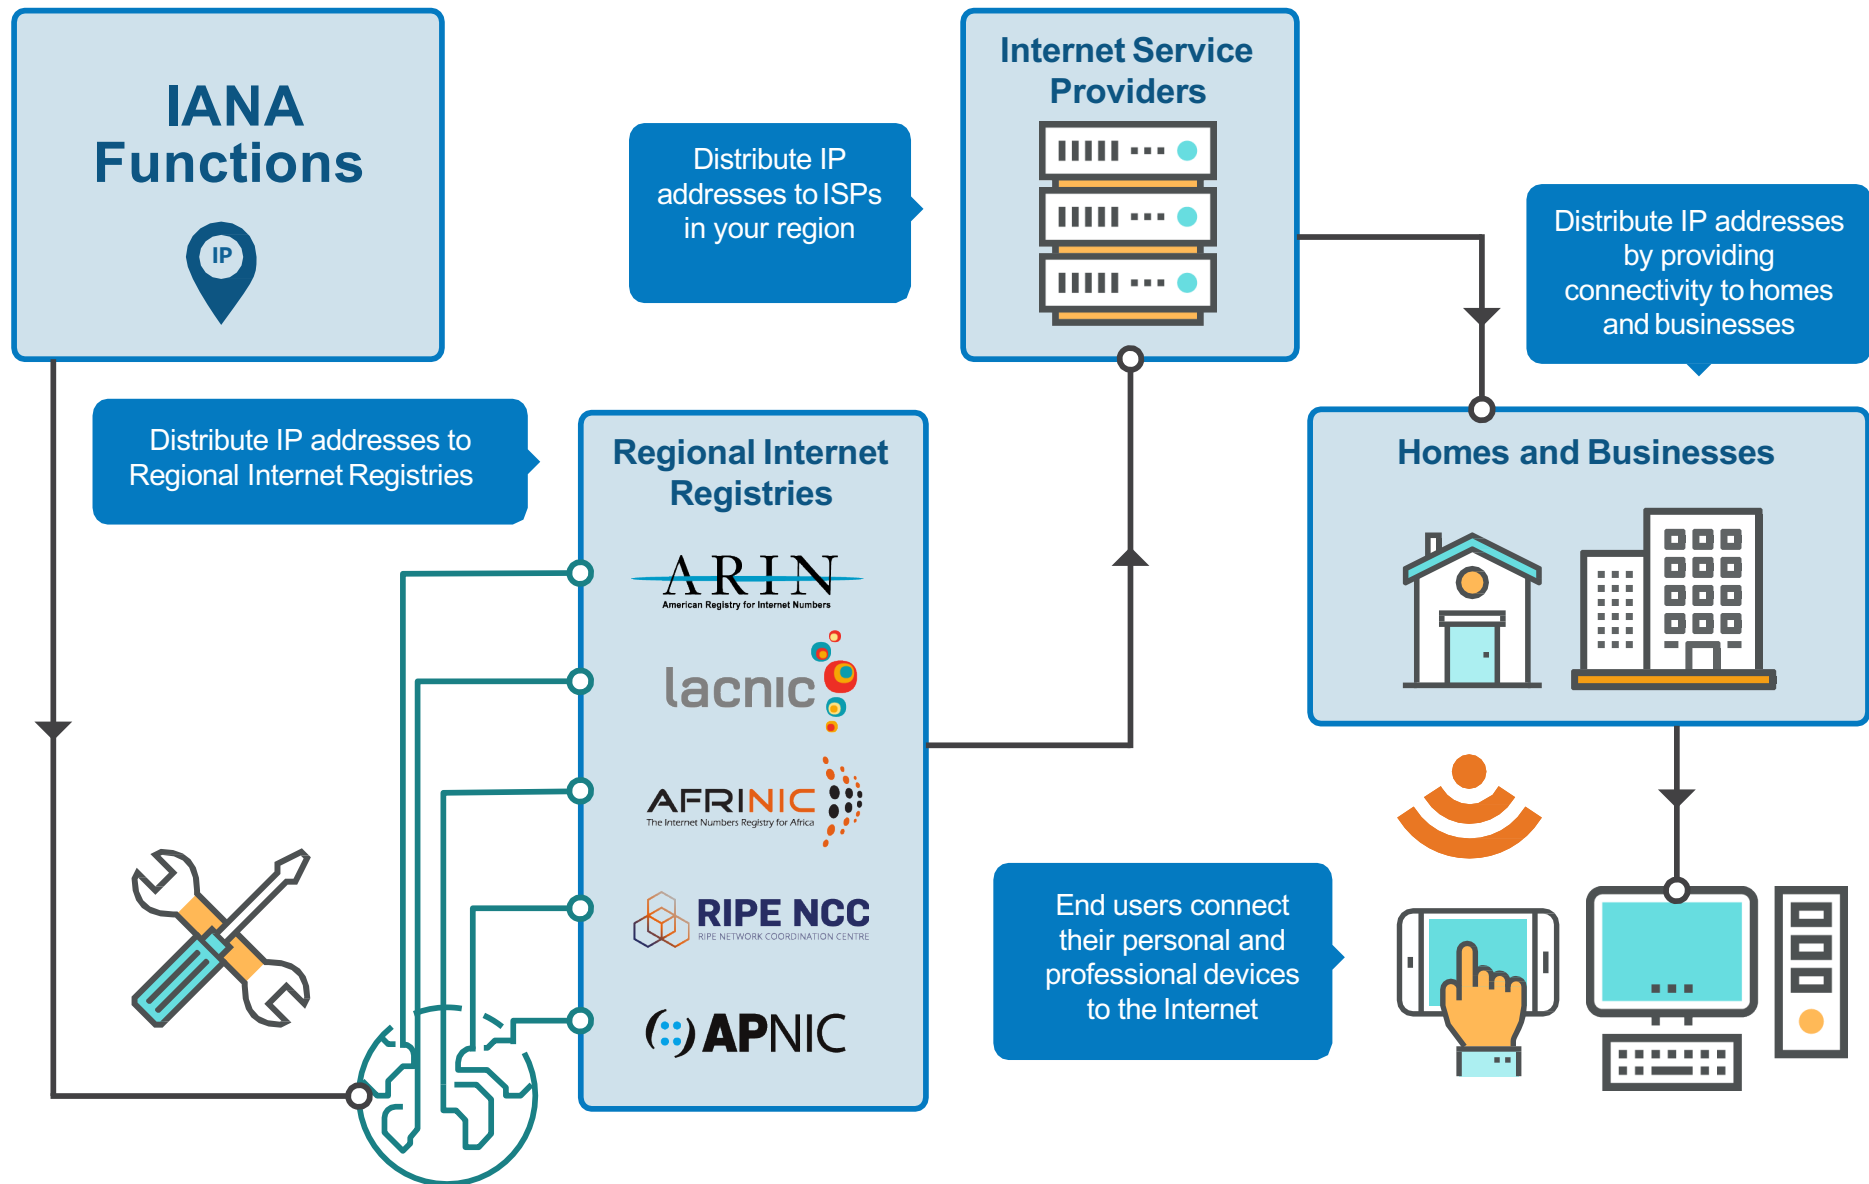 IANA
Functions
IP
Distribute IP addresses to
Regional Internet Registries
Regional Internet
Registries
ARIN
American Registry for Internet Numbers
lacnic
AFRINIC
The Internet Numbers Registry for Africa
RIPE NCC
RIPE NETWORK COORDINATION CENTRE
APNIC
Distribute IP
addresses to ISPs
in your region
Internet Service
Providers
Distribute IP addresses
by providing
connectivity to homes
and businesses
Homes and Businesses
End users connect
their personal and
professional devices
to the Internet